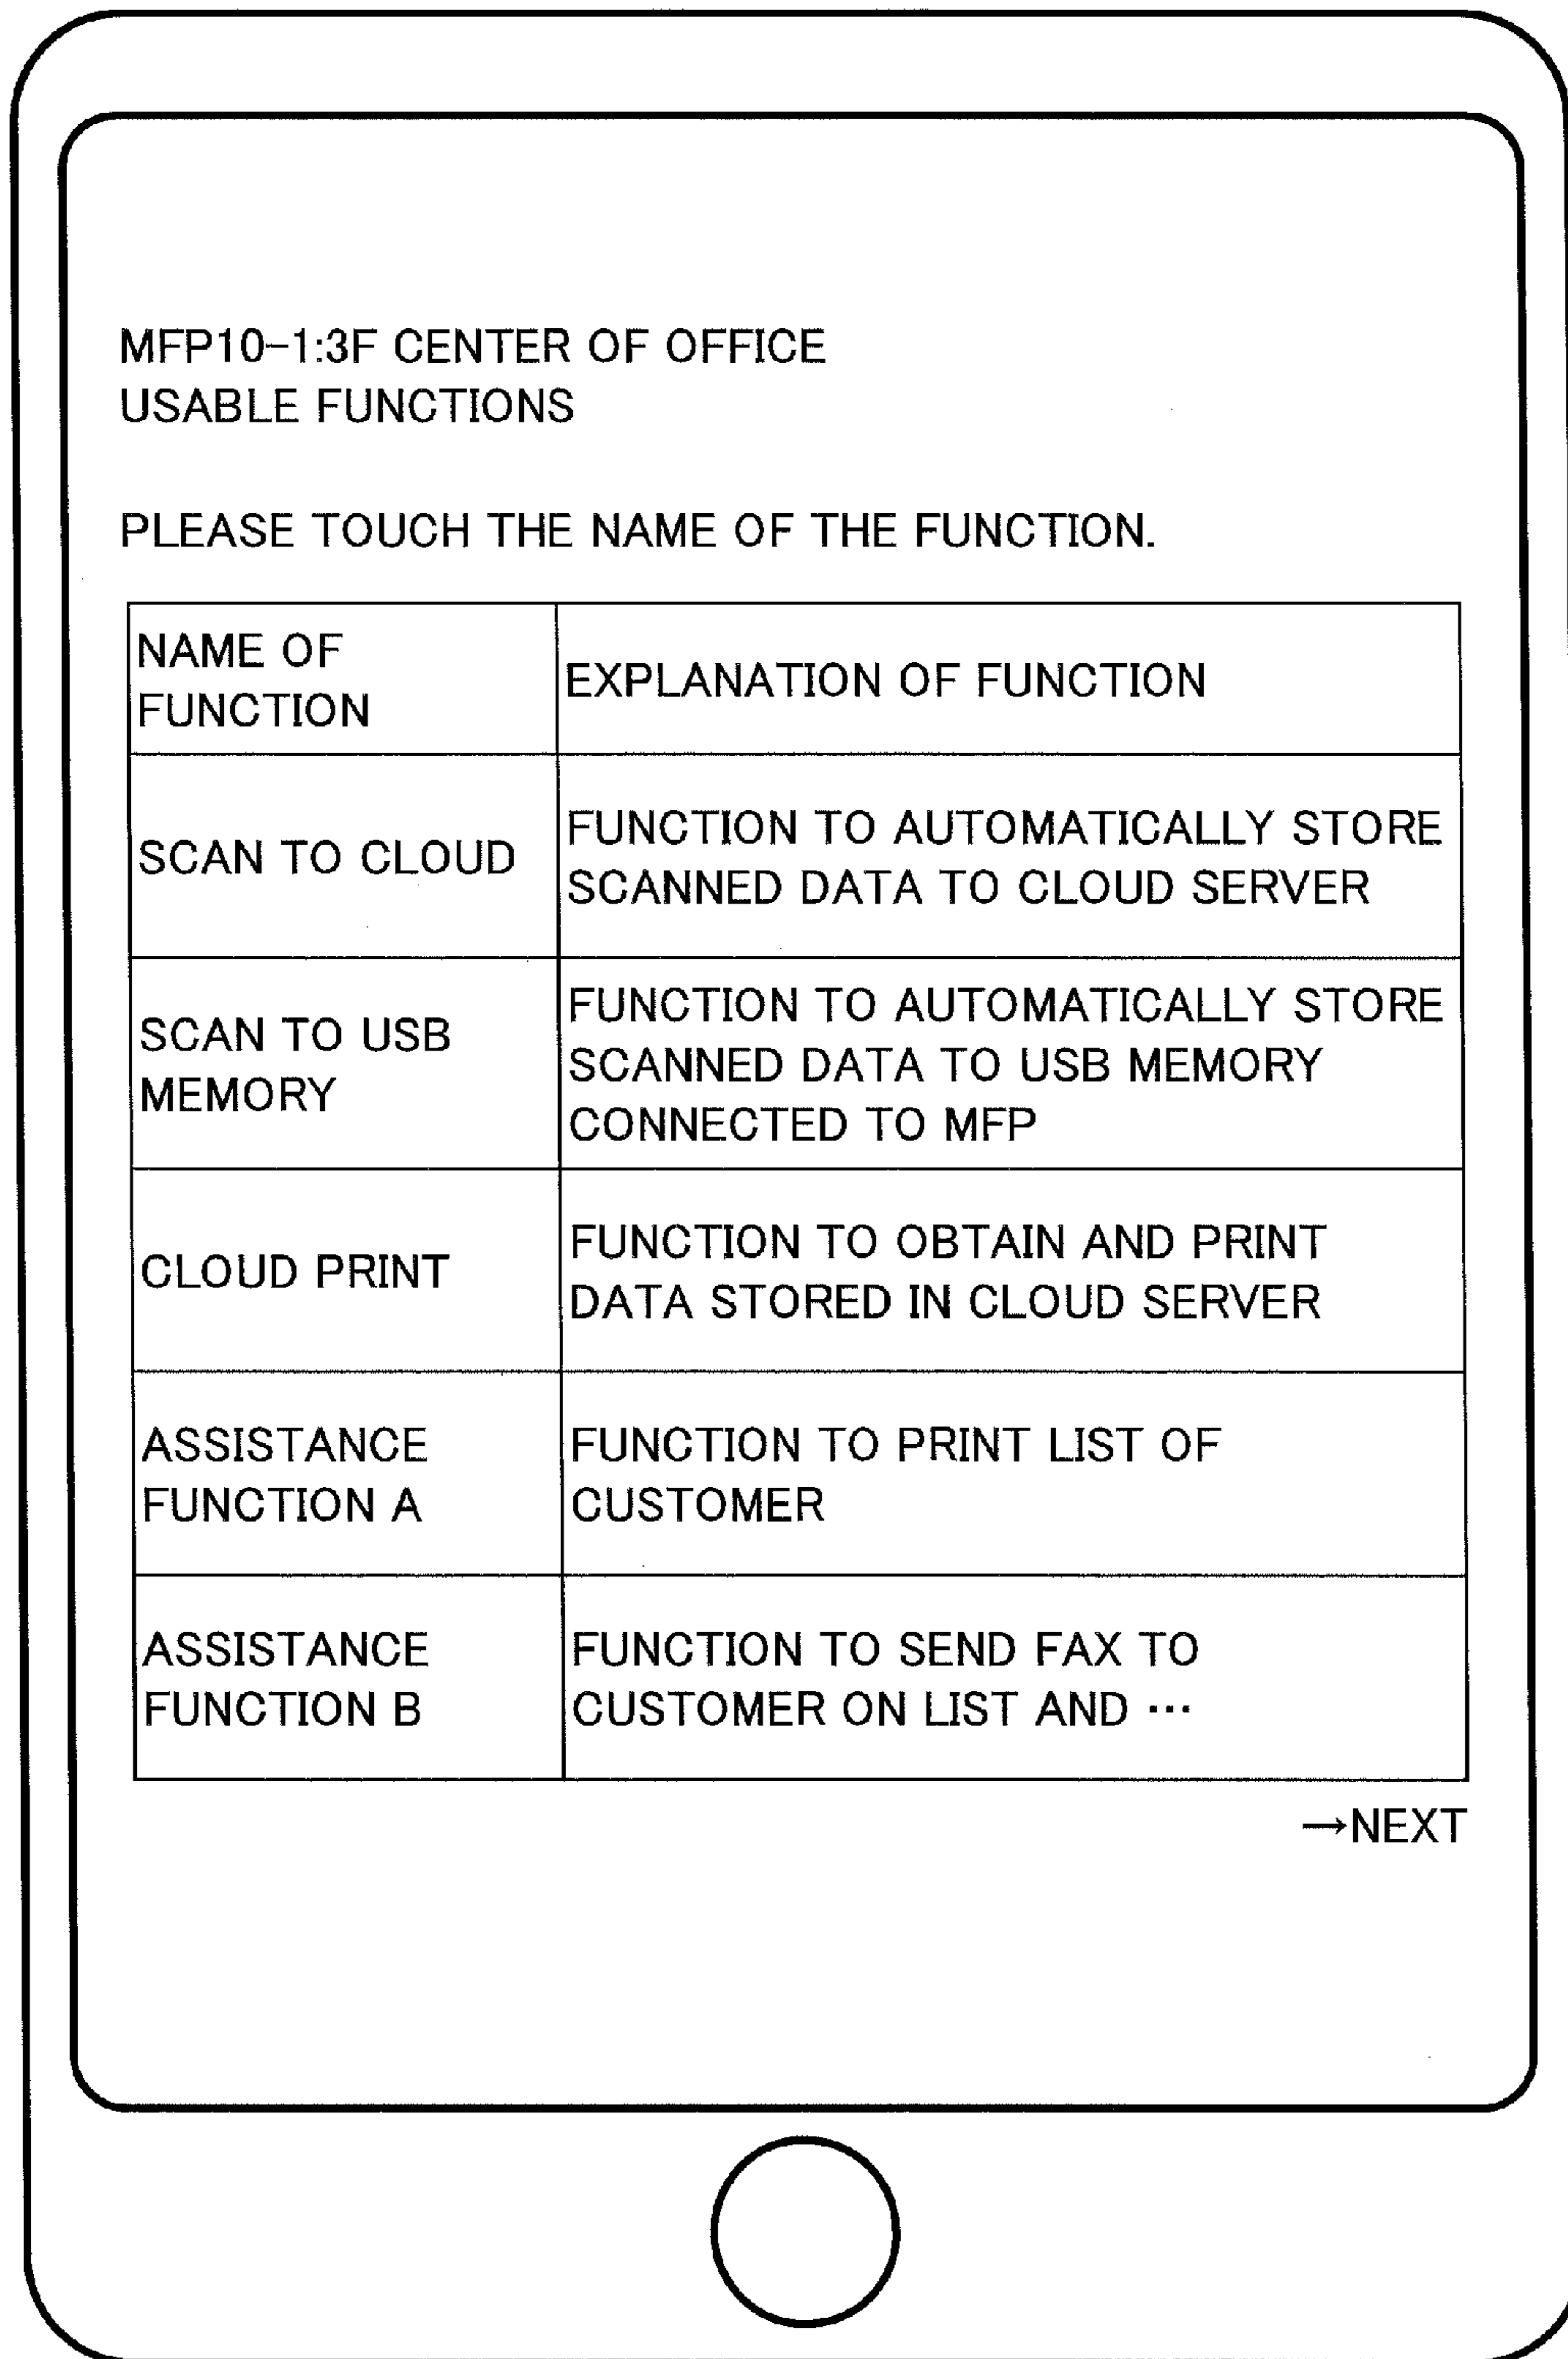 MFP10-1:3F CENTER OF OFFICE
USABLE FUNCTIONS
PLEASE TOUCH THE NAME OF THE FUNCTION.
NAME OF
FUNCTION
EXPLANATION OF FUNCTION
SCAN TO CLOUD
FUNCTION TO AUTOMATICALLY STORE
SCANNED DATA TO CLOUD SERVER
SCAN TO USB
MEMORY
FUNCTION TO AUTOMATICALLY STORE
SCANNED DATA TO USB MEMORY
CONNECTED TO MFP
CLOUD PRINT
FUNCTION TO OBTAIN AND PRINT
DATA STORED IN CLOUD SERVER
ASSISTANCE
FUNCTION A
FUNCTION TO PRINT LIST OF
CUSTOMER
ASSISTANCE
FUNCTION B
FUNCTION TO SEND FAX TO
CUSTOMER ON LIST AND ⋯
→NEXT